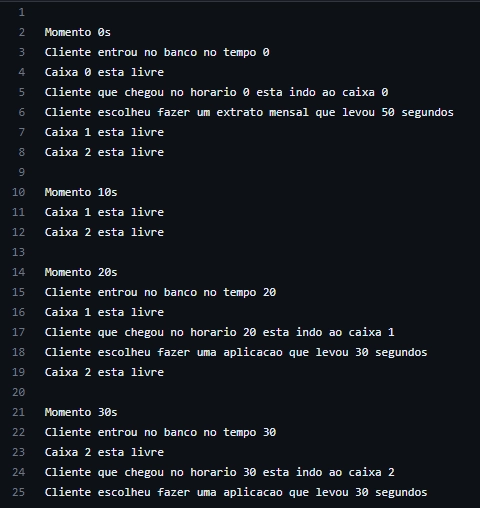 1
2 Momento 0s
3 Cliente entrou no banco no tempo 0
4 Caixa 0 esta livre
5 Cliente que chegou no horario 0 esta indo ao caixa 0
6 Cliente escolheu fazer um extrato mensal que levou 50 segundos
7 Caixa 1 esta livre
8 Caixa 2 esta livre
9
10 Momento 10s
11 Caixa 1 esta livre
12 Caixa 2 esta livre
13
14 Momento 20s
15 Cliente entrou no banco no tempo 20
16 Caixa 1 esta livre
17 Cliente que chegou no horario 20 esta indo ao caixa 1
18 Cliente escolheu fazer uma aplicacao que levou 30 segundos
19 Caixa 2 esta livre
20
21 Momento 30s
22 Cliente entrou no banco no tempo 30
23 Caixa 2 esta livre
24 Cliente que chegou no horario 30 esta indo ao caixa 2
25 Cliente escolheu fazer uma aplicacao que levou 30 segundos